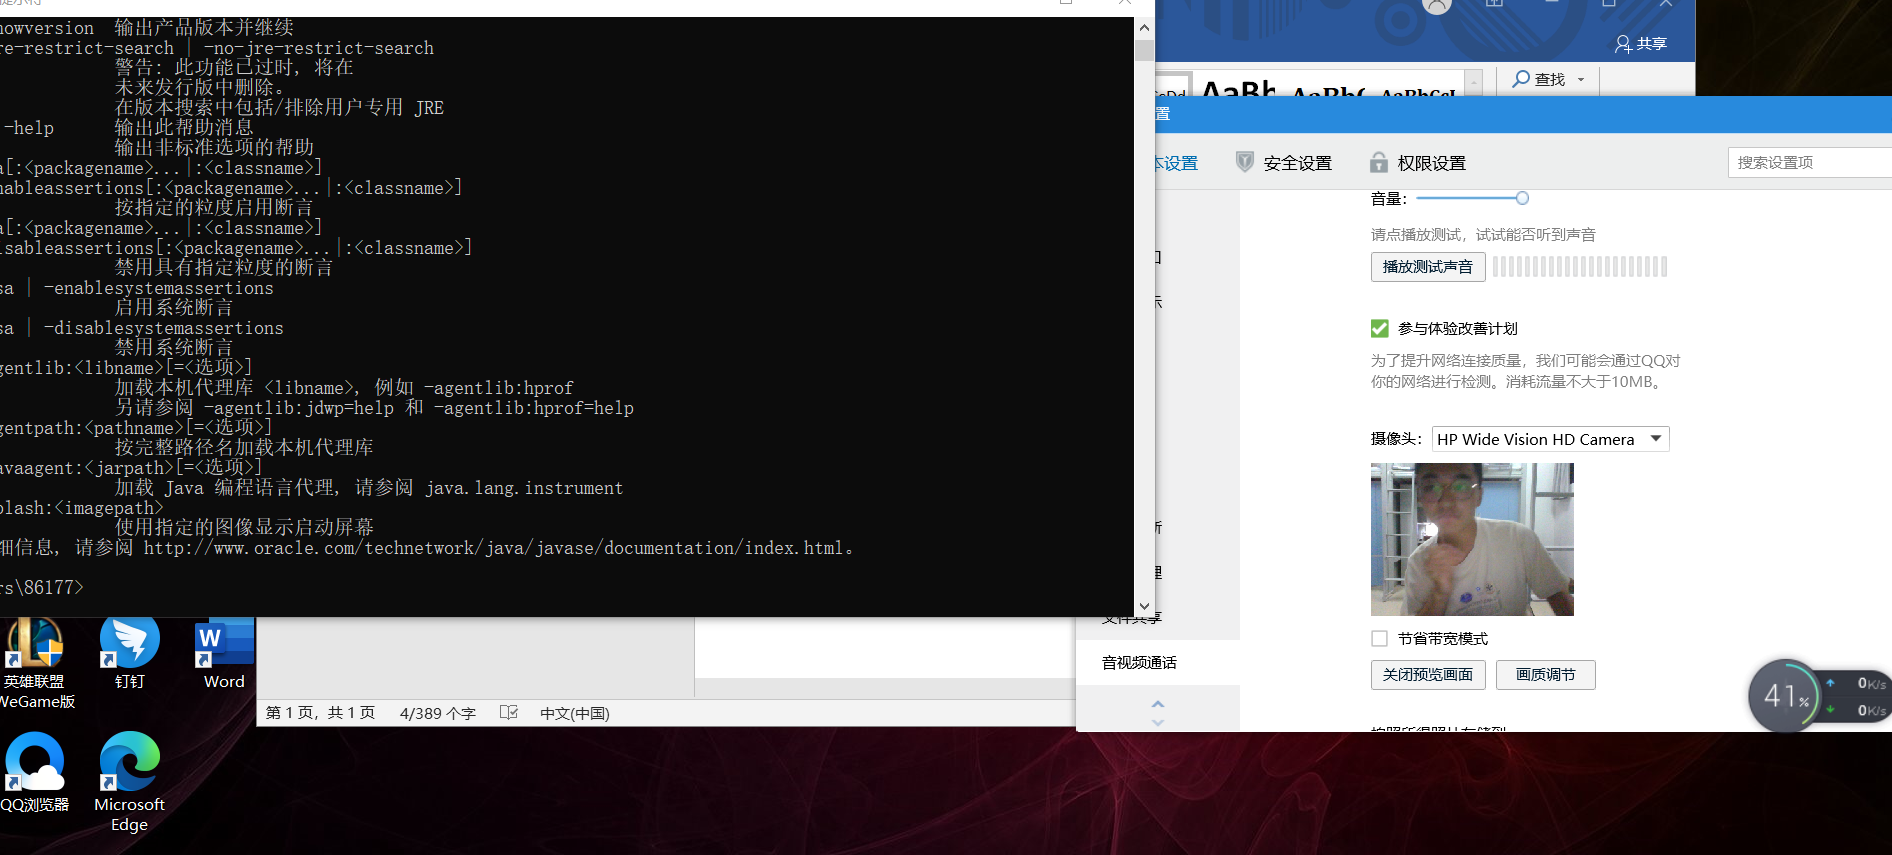 howversion  输出产品版本并继续
re-restrict-search | -no-jre-restrict-search
警告: 此功能已过时, 将在
未来发行版中删除。
在版本搜索中包括/排除用户专用 JRE
-help      输出此帮助消息
输出非标准选项的帮助
a[:<packagename>...|:<classname>]
nableassertions[:<packagename>...|:<classname>]
按指定的粒度启用断言
a[:<packagename>...|:<classname>]
isableassertions[:<packagename>...|:<classname>]
禁用具有指定粒度的断言
sa | -enablesystemassertions
启用系统断言
sa | -disablesystemassertions
禁用系统断言
gentlib:<libname>[=<选项>]
加载本机代理库 <libname>, 例如 -agentlib:hprof
另请参阅 -agentlib:jdwp=help 和 -agentlib:hprof=help
gentpath:<pathname>[=<选项>]
按完整路径名加载本机代理库
avaagent:<jarpath>[=<选项>]
加载 Java 编程语言代理, 请参阅 java.lang.instrument
plash:<imagepath>
使用指定的图像显示启动屏幕
细信息, 请参阅 http://www.oracle.com/technetwork/java/javase/documentation/index.html。
rs\86177>
共享
AaBb AaBb( AaBbCcI
查找
置
本设置 安全设置 权限设置 搜索设置项
音量:
请点播放测试，试试能否听到声音
播放测试声音
参与体验改善计划
为了提升网络连接质量，我们可能会通过QQ对
你的网络进行检测。消耗流量不大于10MB。
摄像头: HP Wide Vision HD Camera
节省带宽模式
关闭预览画面 画质调节
文件共享
音视频通话
41%
0K/s
0K/s
英雄联盟
WeGame版
钉钉
Word
第 1 页，共 1 页 4/389 个字 中文(中国)
QQ浏览器
Microsoft
Edge